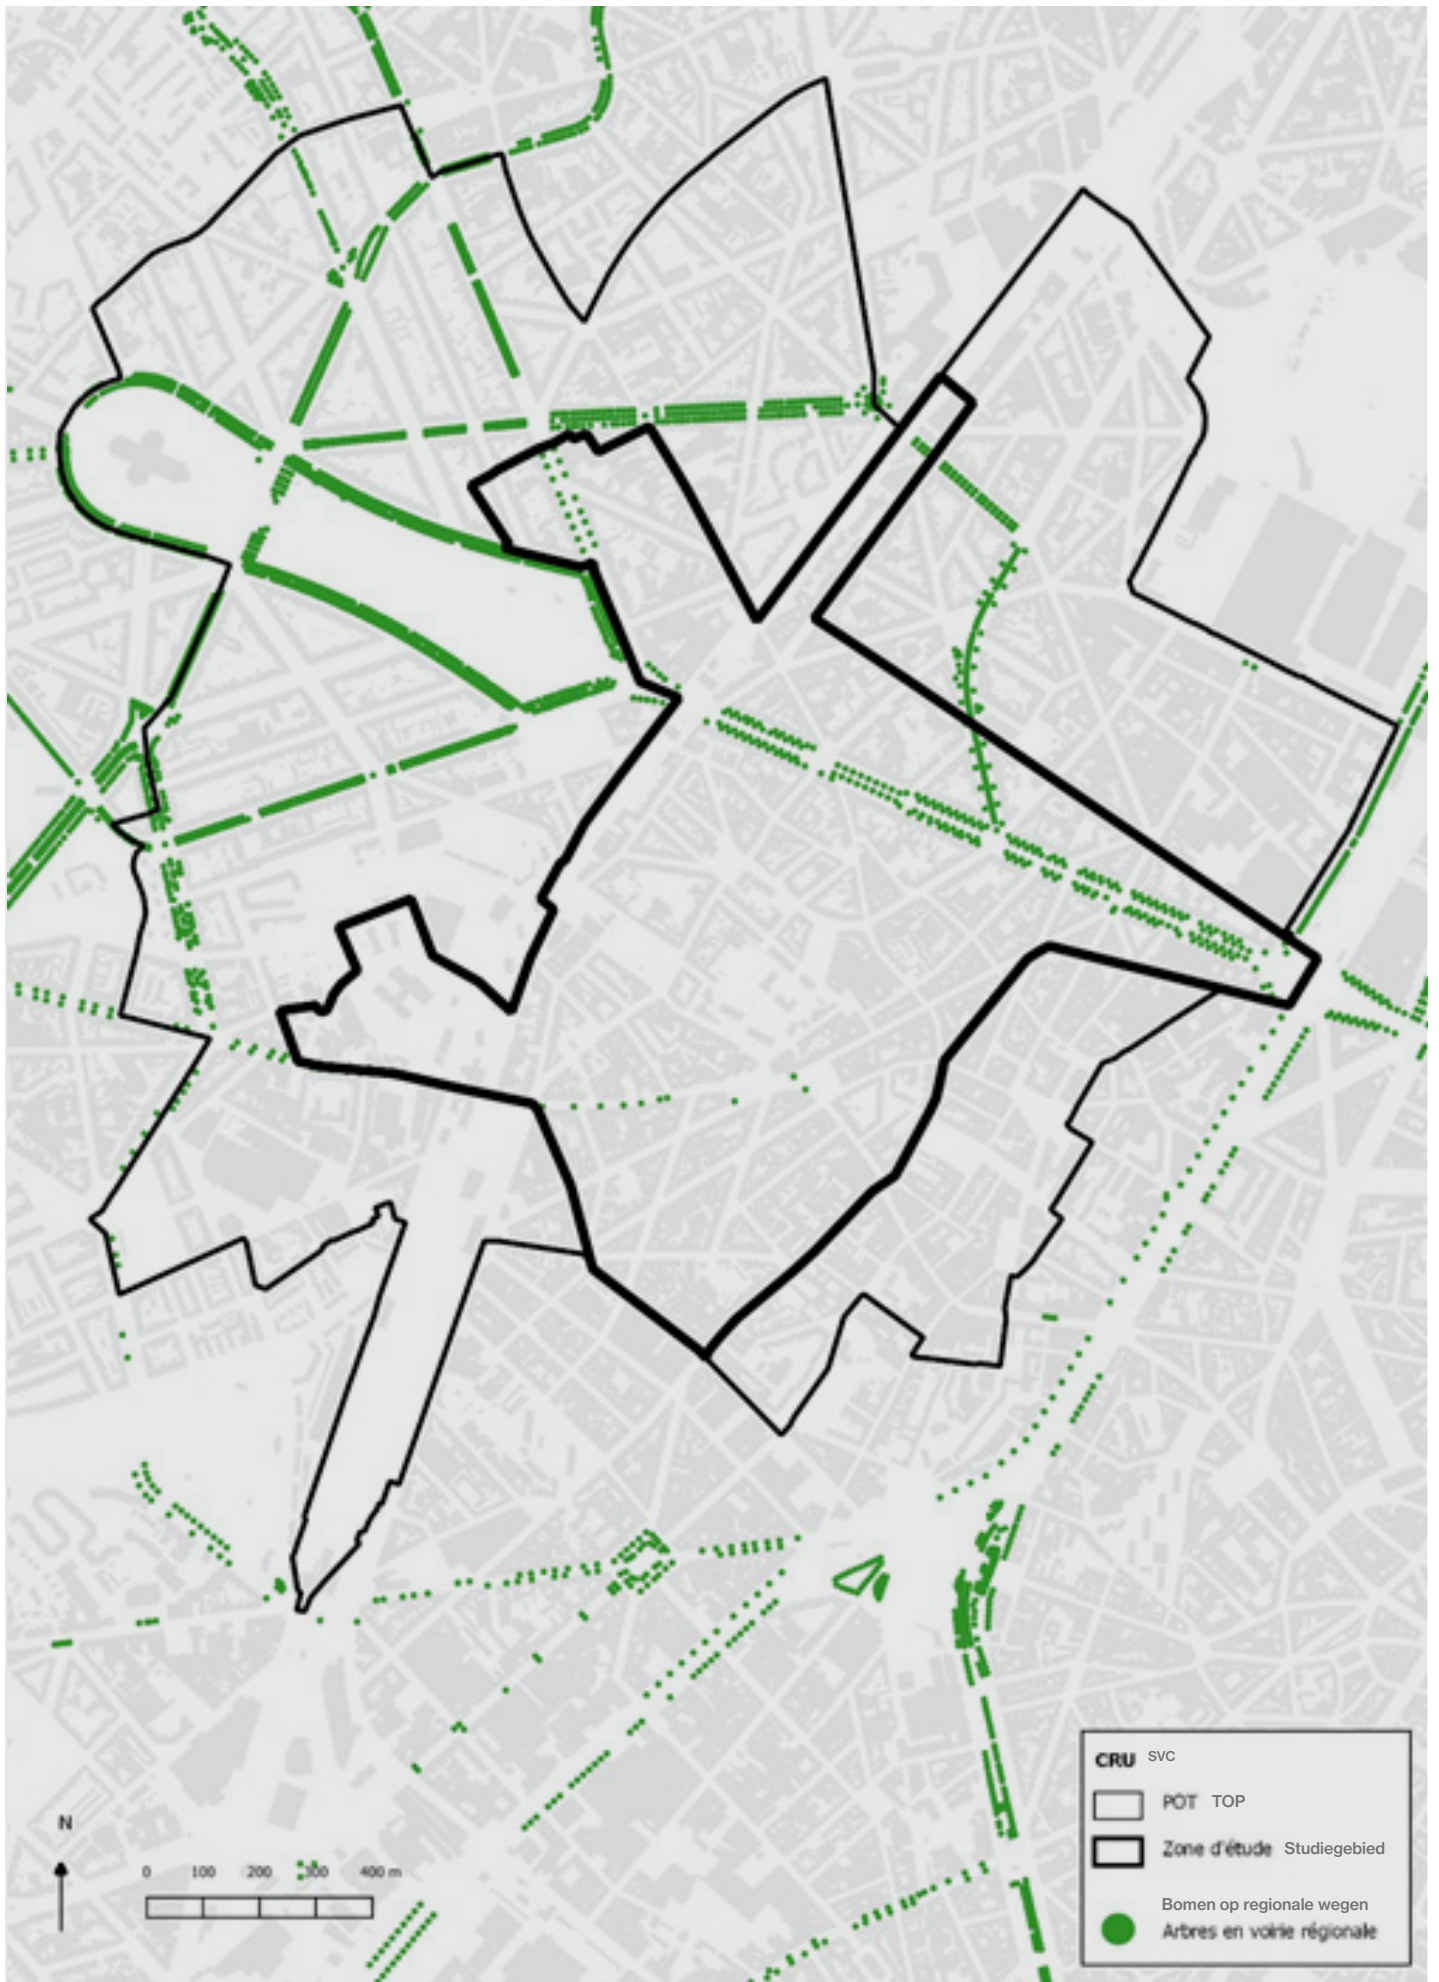 N
0 100 200 300 400 m
CRU SVC
POT TOP
Zone d'étude Studiegebied
Bomen op regionale wegen
Arbres en voirie régionale